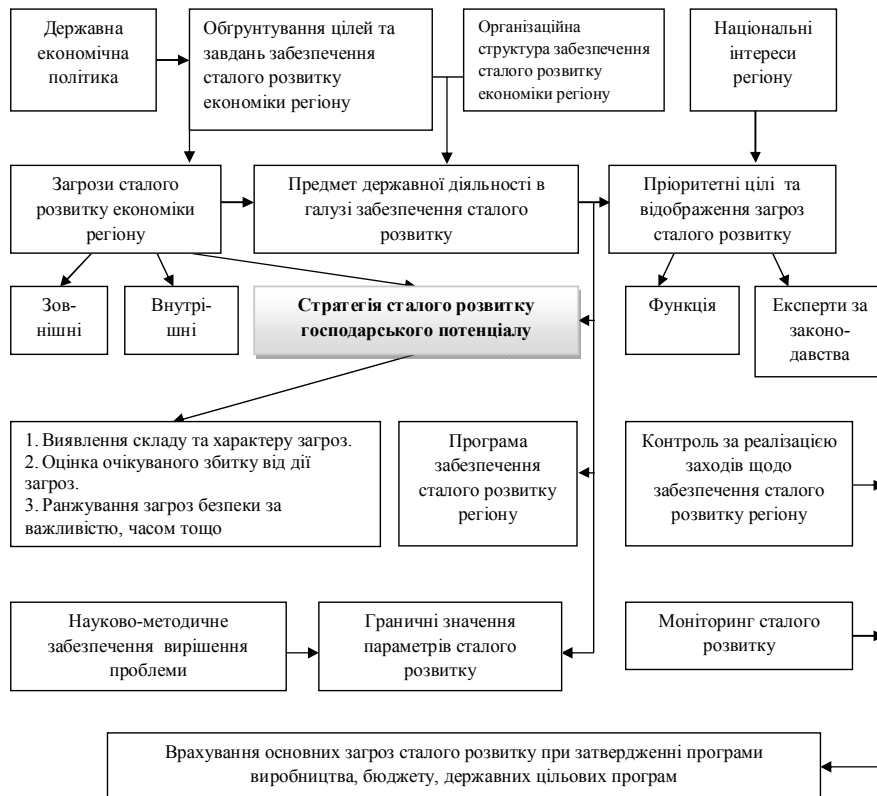 Державна
економічна
політика
Обґрунтування цілей та
завдань забезпечення
сталого розвитку
економіки регіону
Організаційна
структура забезпечення
сталого розвитку
економіки регіону
Національні
інтереси
регіону
Загрози сталого
розвитку економіки
регіону
Предмет державної діяльності в
галузі забезпечення сталого
розвитку
Пріоритетні цілі та
відображення загроз
сталого розвитку
Зов-
нішні
Внутрі-
шні
Стратегія сталого розвитку
господарського потенціалу
Функція
Експерти за
законо-
давства
1. Виявлення складу та характеру загроз.
2. Оцінка очікуваного збитку від дії
загроз.
3. Ранжування загроз безпеки за
важливістю, часом тощо
Програма
забезпечення
сталого розвитку
регіону
Контроль за реалізацією
заходів щодо
забезпечення сталого
розвитку регіону
Науково-методичне
забезпечення вирішення
проблеми
Граничні значення
параметрів сталого
розвитку
Моніторинг сталого
розвитку
Врахування основних загроз сталого розвитку при затвердженні програми
виробництва, бюджету, державних цільових програм